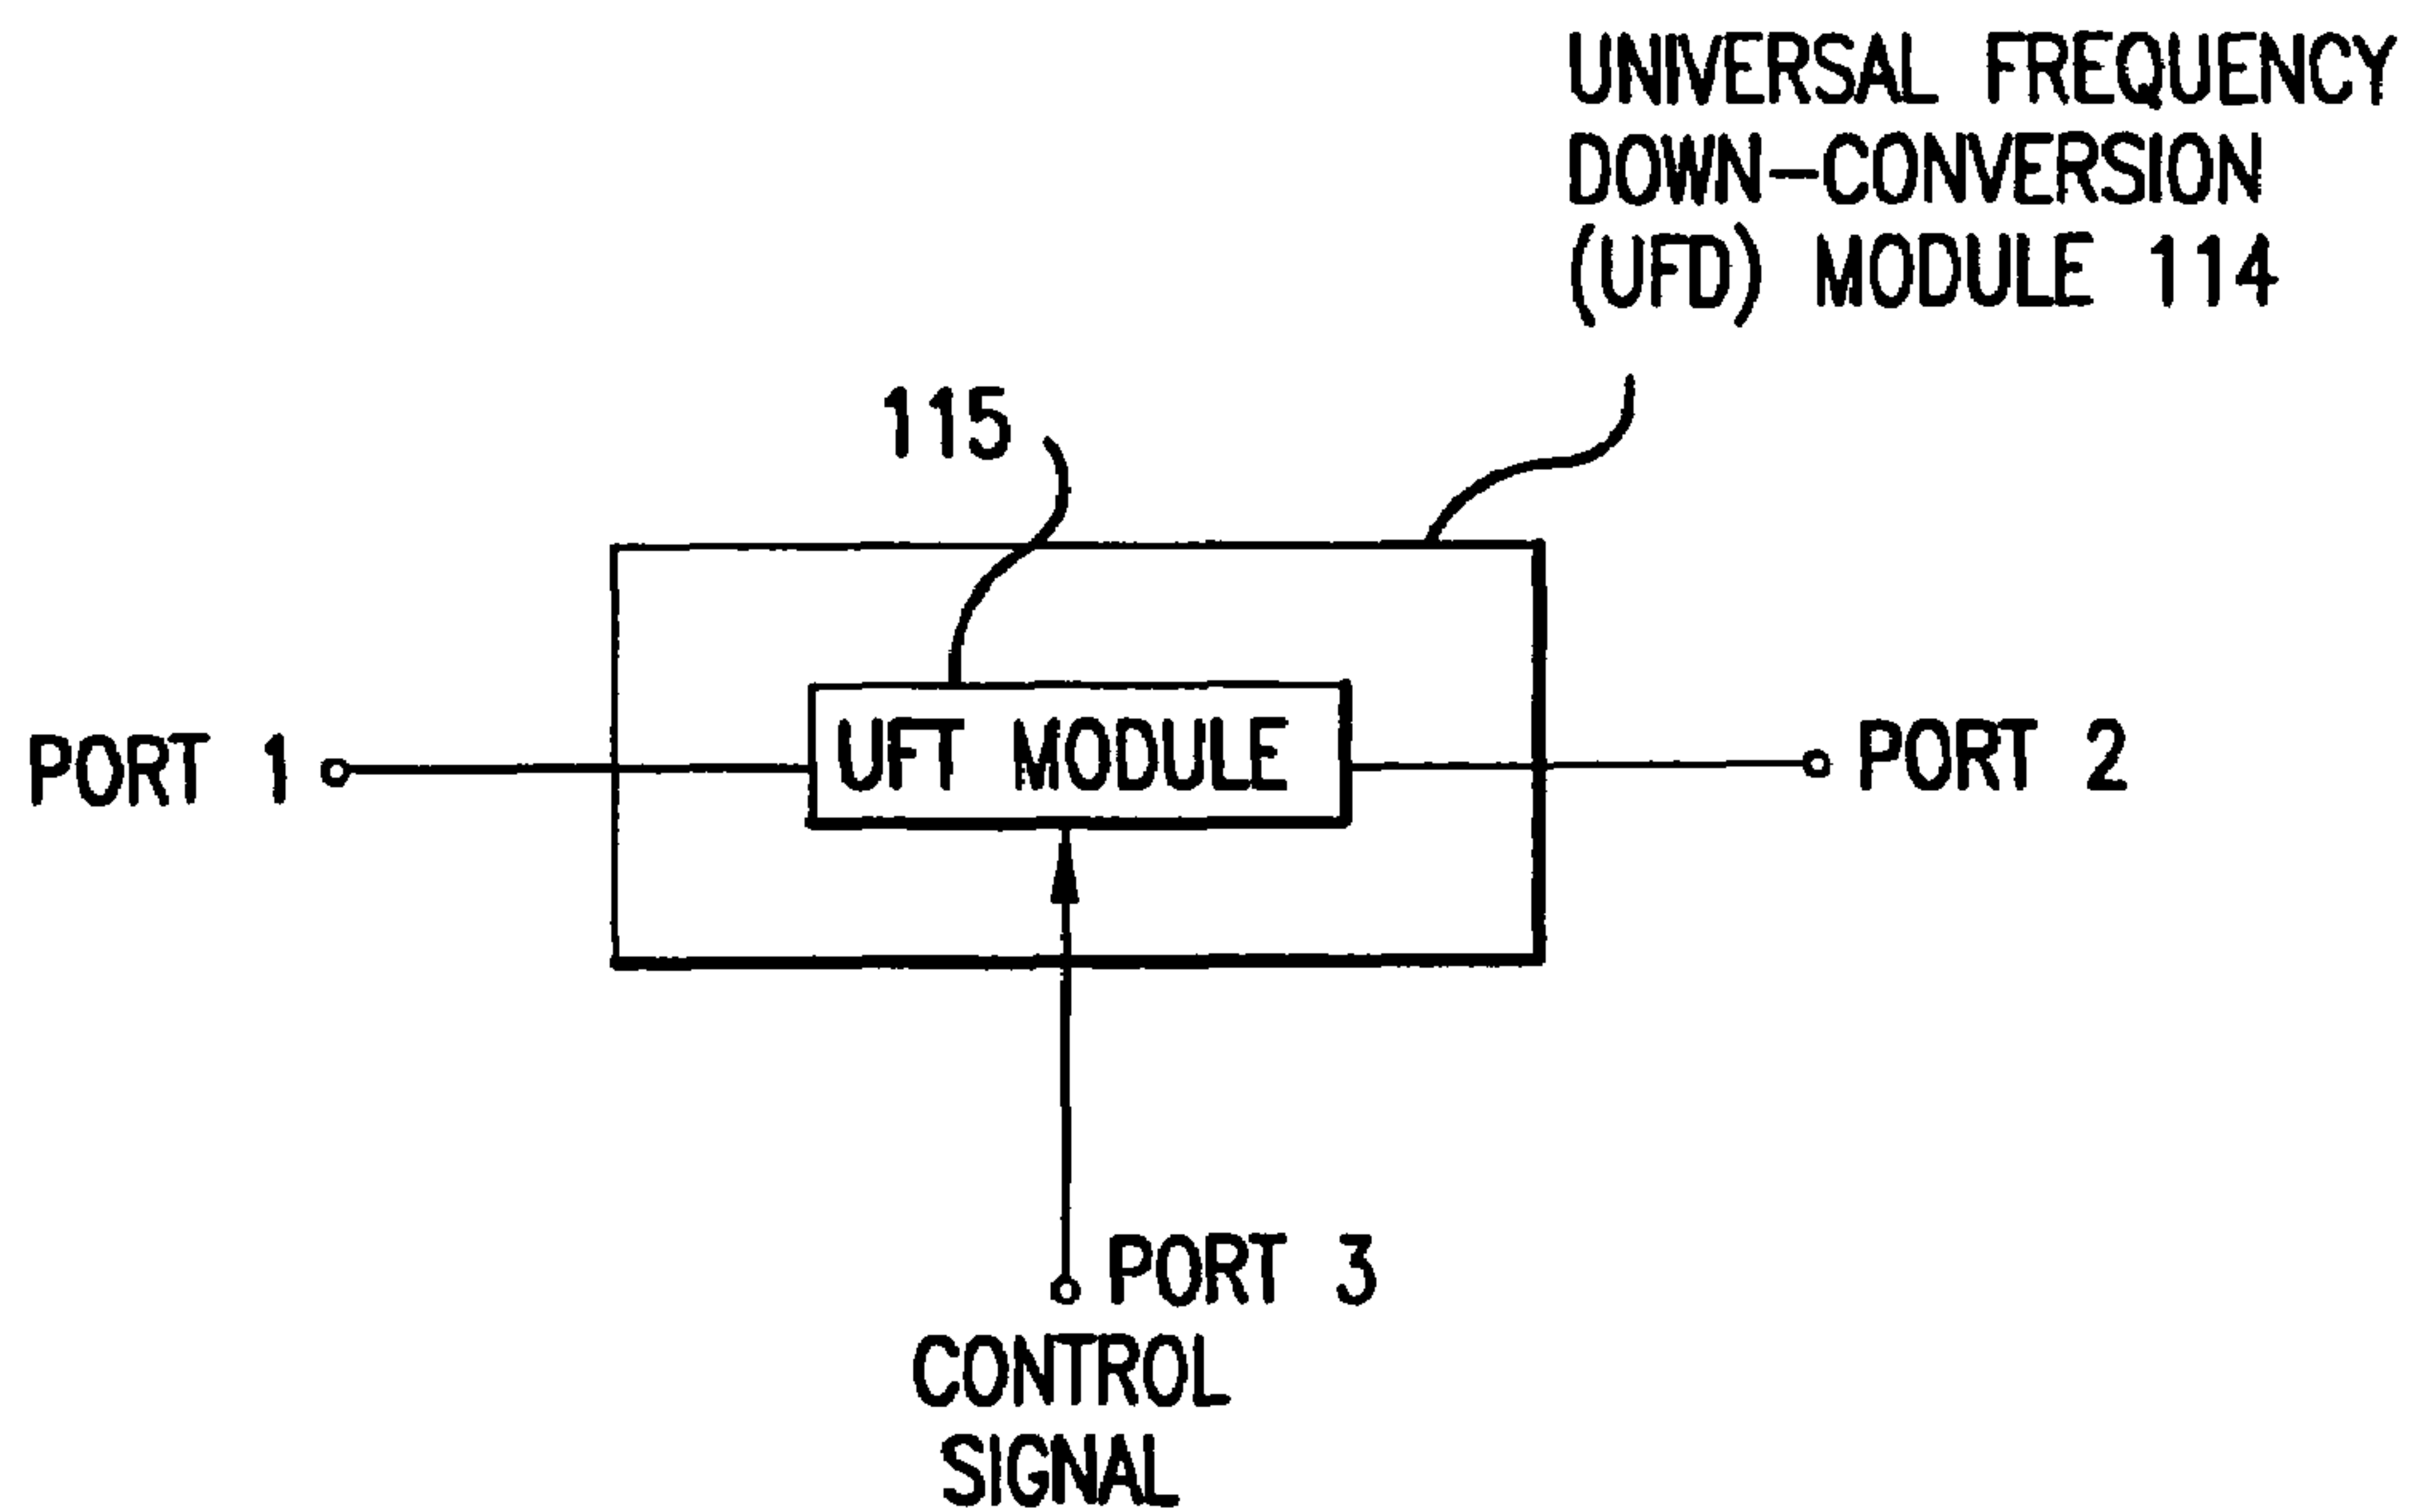 UNIVERSAL FREQUENCY
DOWN-CONVERSION
(UFD) MODULE 114
115
UFT MODULE
PORT 1
PORT 2
PORT 3
CONTROL
SIGNAL